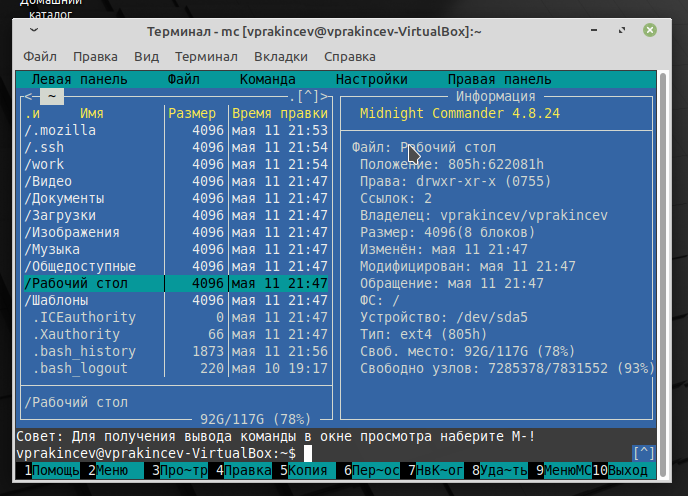 Домашний
каталог
Терминал - mc [vprakincev@vprakincev-VirtualBox]:~
Файл Правка Вид Терминал Вкладки Справка
Левая панель Файл Команда Настройки Правая панель
<─ ~ ─.[^]>
.и Имя Размер Время правки
/.mozilla 4096 мая 11 21:53
/.ssh 4096 мая 11 21:54
/work 4096 мая 11 21:54
/Видео 4096 мая 11 21:47
/Документы 4096 мая 11 21:47
/Загрузки 4096 мая 11 21:47
/Изображения 4096 мая 11 21:47
/Музыка 4096 мая 11 21:47
/Общедоступные 4096 мая 11 21:47
/Рабочий стол 4096 мая 11 21:47
/Шаблоны 4096 мая 11 21:47
.ICEauthority 0 мая 11 21:47
.Xauthority 66 мая 11 21:47
.bash_history 1873 мая 11 21:56
.bash_logout 220 мая 10 19:17
/Рабочий стол
92G/117G (78%)
Информация
Midnight Commander 4.8.24
Файл: Рабочий стол
Положение: 805h:622081h
Права: drwxr-xr-x (0755)
Ссылок: 2
Владелец: vprakincev/vprakincev
Размер: 4096(8 блоков)
Изменён: мая 11 21:47
Модифицирован: мая 11 21:47
Обращение: мая 11 21:47
ФС: /
Устройство: /dev/sda5
Тип: ext4 (805h)
Своб. место: 92G/117G (78%)
Свободно узлов: 7285378/7831552 (93%)
Совет: Для получения вывода команды в окне просмотра наберите M-!
vprakincev@vprakincev-VirtualBox:~$ [^]
1Помощь 2Меню 3Про~тр 4Правка 5Копия 6Пер~ос 7НвК~ог 8Уда~ть 9МенюМС 10Выход